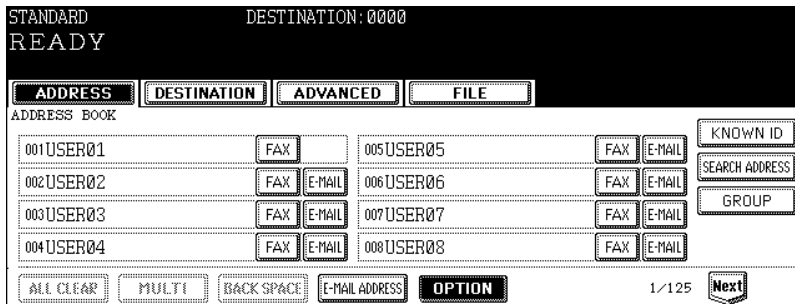 STANDARD DESTINATION:0000
READY
ADDRESS DESTINATION ADVANCED FILE
ADDRESS BOOK
001USER01 FAX 005USER05 FAX E-MAIL KNOWN ID
002USER02 FAX E-MAIL 006USER06 FAX E-MAIL SEARCH ADDRESS
003USER03 FAX E-MAIL 007USER07 FAX E-MAIL GROUP
004USER04 FAX E-MAIL 008USER08 FAX E-MAIL
ALL CLEAR MULTI BACK SPACE E-MAIL ADDRESS OPTION 1/125 Next